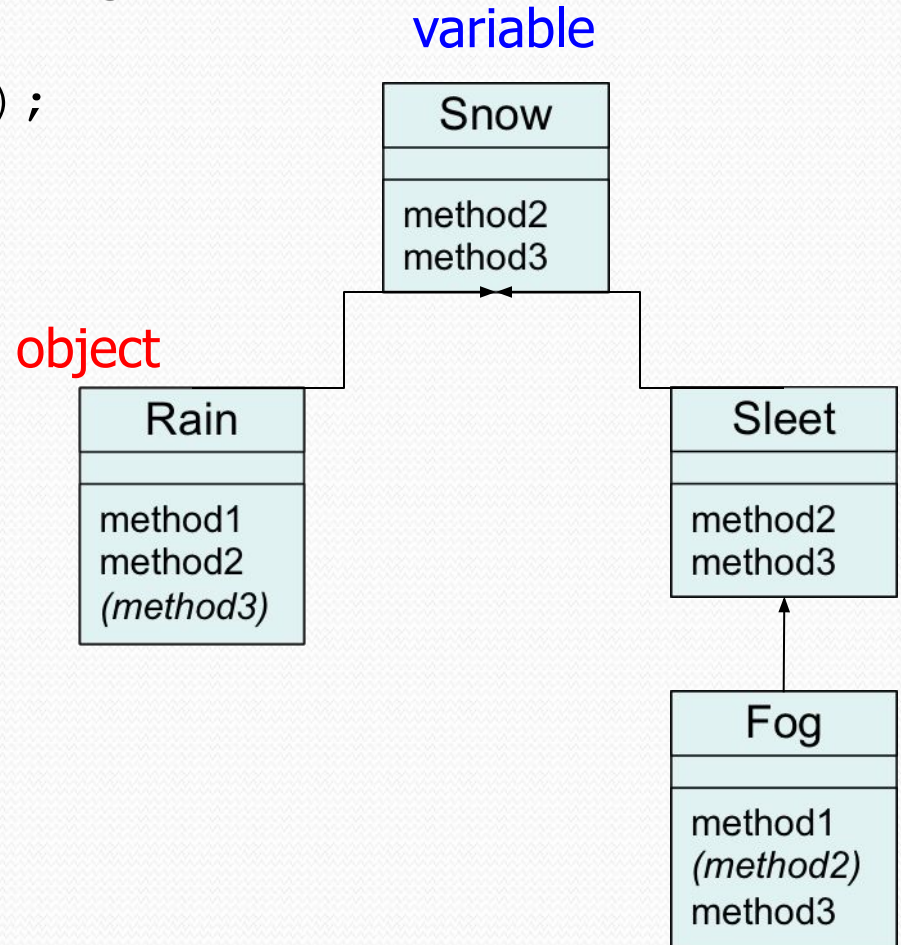 variable
);
Snow
method2
method3
object
Rain
method1
method2
(method3)
Sleet
method2
method3
Fog
method1
(method2)
method3